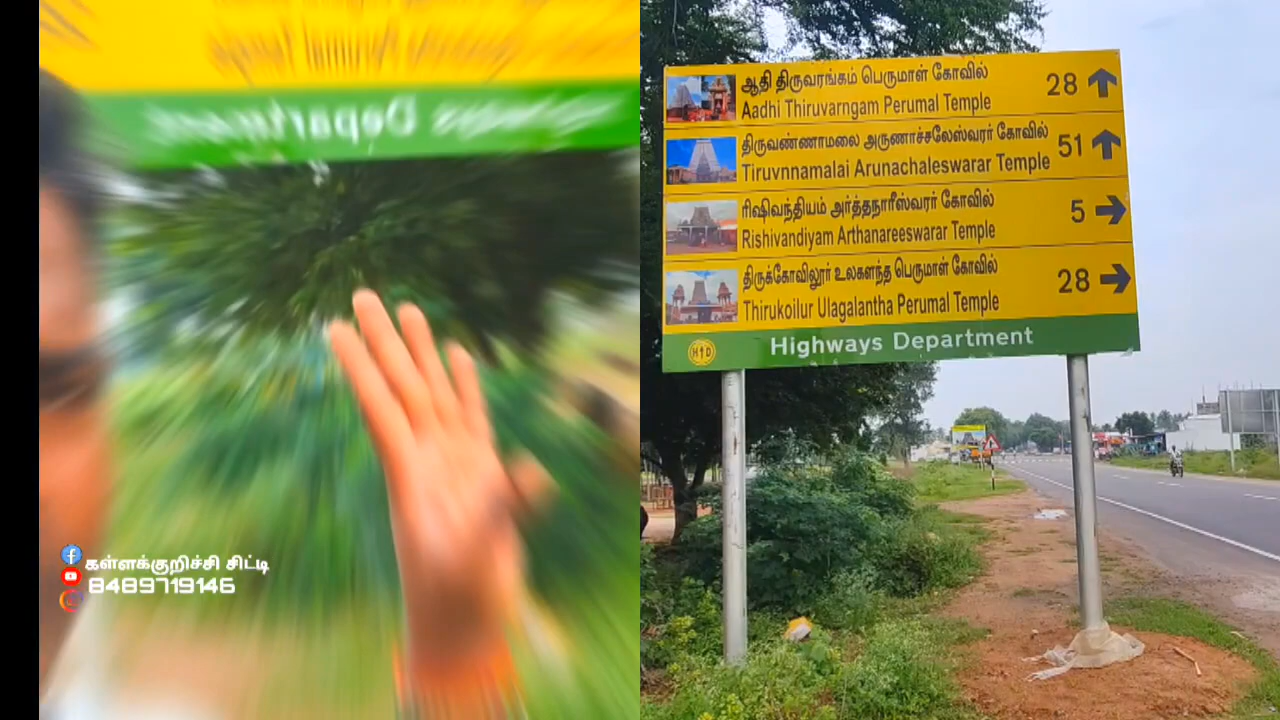 Highways Department
கள்ளக்குறிச்சி சிட்டி
8489719146
ஆதி திருவரங்கம் பெருமாள் கோவில்
Aadhi Thiruvarngam Perumal Temple
28
திருவண்ணாமலை அருணாச்சலேஸ்வரர் கோவில்
Tiruvnnamalai Arunachaleswarar Temple
51
ரிஷிவந்தியம் அர்த்தநாரீஸ்வரர் கோவில்
Rishivandiyam Arthanareeswarar Temple
5
திருக்கோவிலூர் உலகளந்த பெருமாள் கோவில்
Thirukoilur Ulagalantha Perumal Temple
28
HD
Highways Department